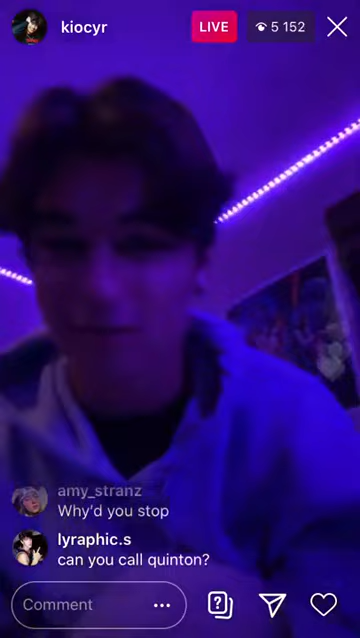 kiocyr
LIVE
5 152
amy_stranz
Why'd you stop
lyraphic.s
can you call quinton?
Comment